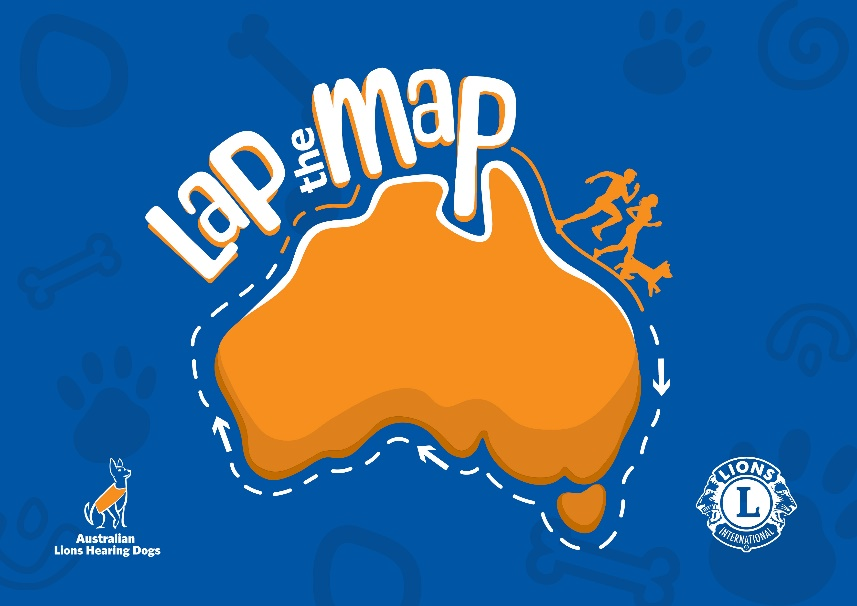 Lap the Map
Australian
Lions Hearing Dogs
LIONS
L
INTERNATIONAL